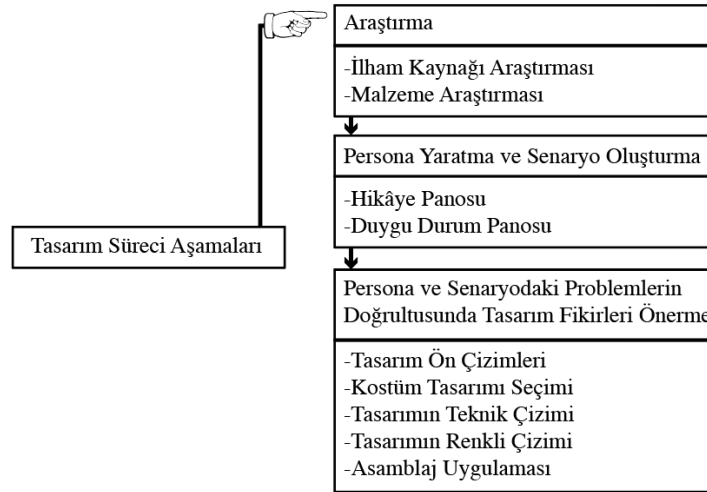 Araştırma
-İlham Kaynağı Araştırması
-Malzeme Araştırması
Persona Yaratma ve Senaryo Oluşturma
-Hikâye Panosu
-Duygu Durum Panosu
Tasarım Süreci Aşamaları
Persona ve Senaryodaki Problemlerin
Doğrultusunda Tasarım Fikirleri Önerme
-Tasarım Ön Çizimleri
-Kostüm Tasarımı Seçimi
-Tasarımın Teknik Çizimi
-Tasarımın Renkli Çizimi
-Asamblaj Uygulaması